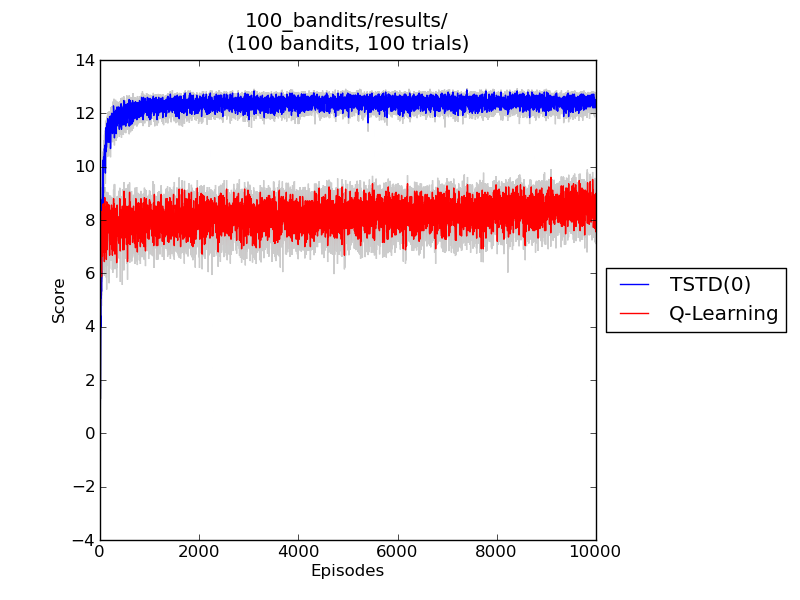 100_bandits/results/
(100 bandits, 100 trials)
14
12
10
8
6
4
2
0
−2
−4
Score
0 2000 4000 6000 8000 10000
Episodes
TSTD(0)
Q-Learning